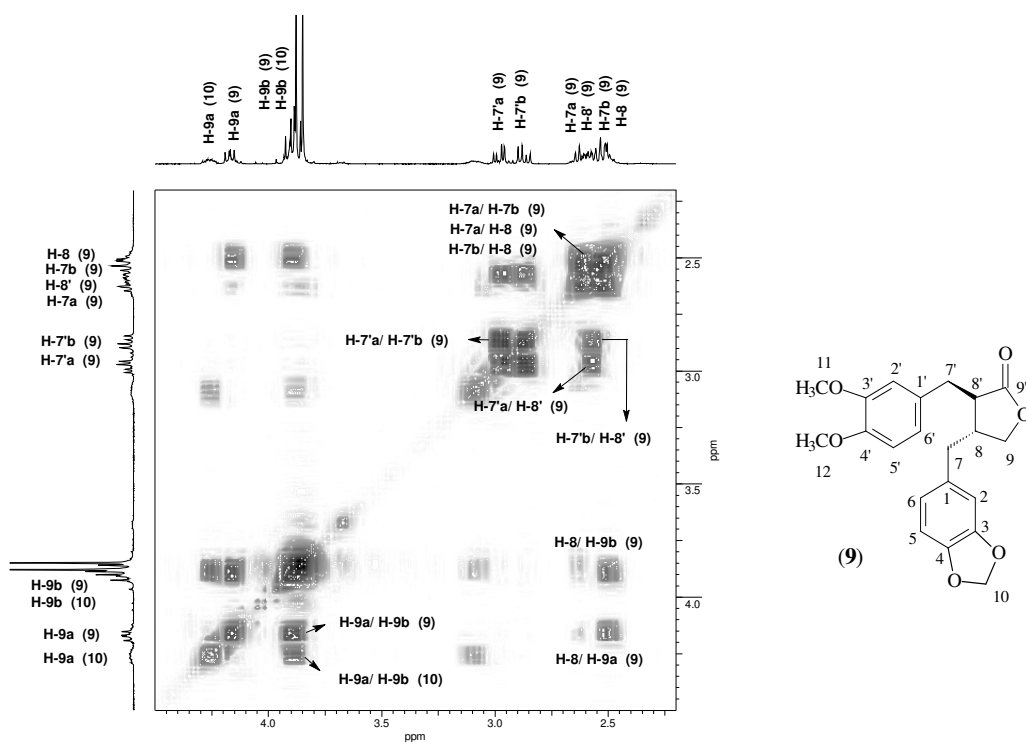 H-9a (10)
H-9a (9)
H-9b (9)
H-9b (10)
H-7'a (9)
H-7'b (9)
H-7a (9)
H-8' (9)
H-7b (9)
H-8 (9)
H-8 (9)
H-7b (9)
H-8' (9)
H-7a (9)
H-7'b (9)
H-7'a (9)
H-9b (9)
H-9b (10)
H-9a (9)
H-9a (10)
H-7a/ H-7b (9)
H-7a/ H-8 (9)
H-7b/ H-8 (9)
H-7'a/ H-7'b (9)
H-7'a/ H-8' (9)
H-7'b/ H-8' (9)
H-8/ H-9b (9)
H-9a/ H-9b (9)
H-8/ H-9a (9)
H-9a/ H-9b (10)
2.5
3.0
3.5
4.0
ppm
4.0 3.5 3.0 2.5
ppm
O
11 2' 7' 8' 9'
H₃CO 3' 1' O
H₃CO 4' 6' 8 9
12 5' 7
6 1 2
5 4 3
(9) O O
10